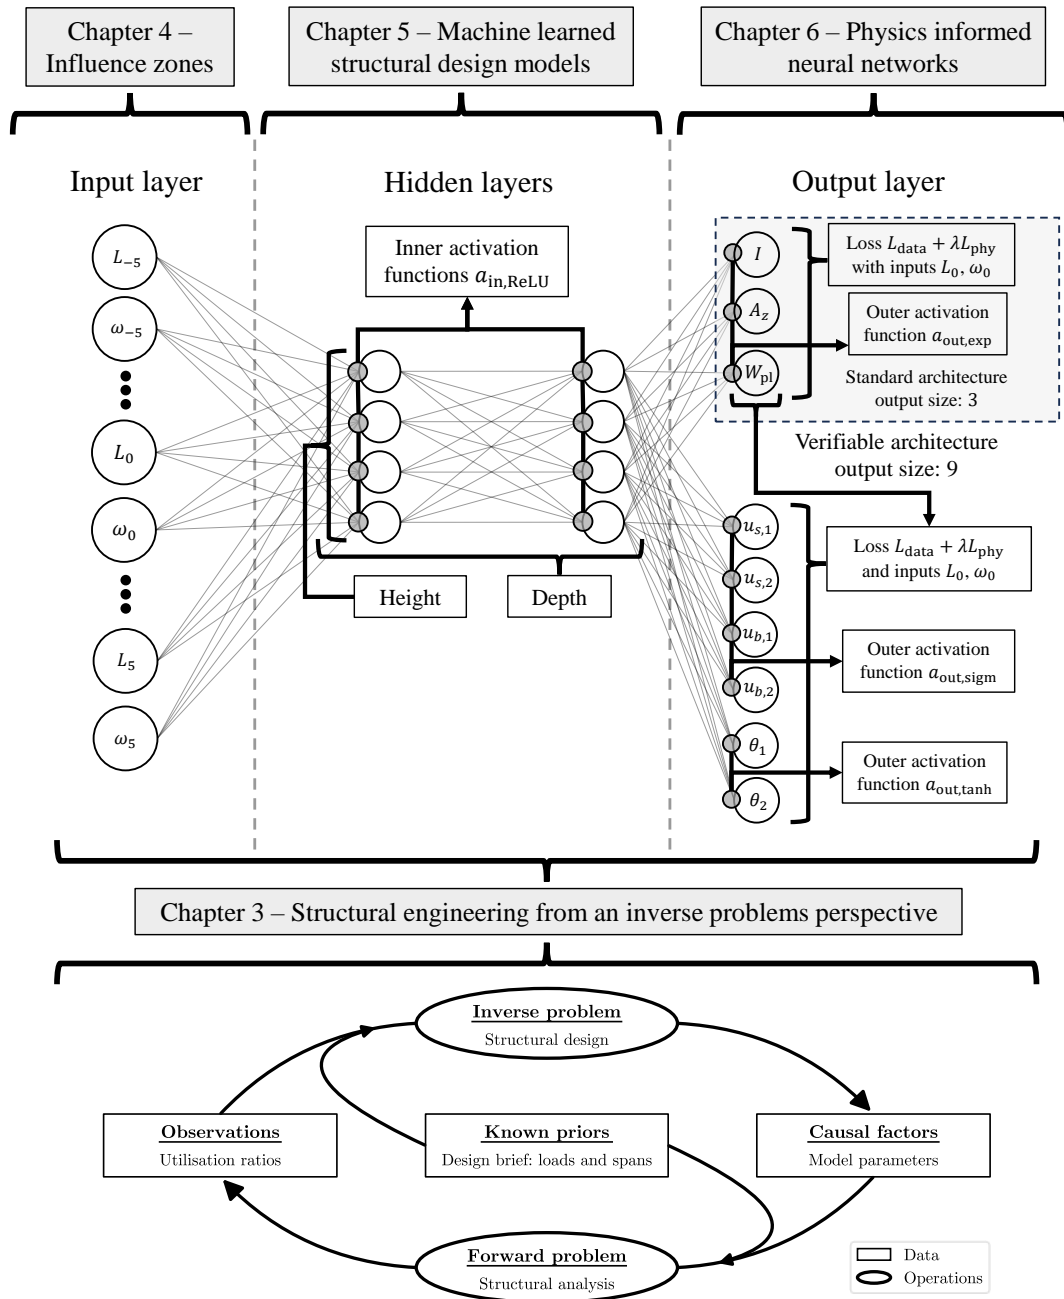 Chapter 4 –
Influence zones
Chapter 5 – Machine learned
structural design models
Chapter 6 – Physics informed
neural networks
Input layer
Hidden layers
Output layer
L₋₅
ω₋₅
L₀
ω₀
L₅
ω₅
Inner activation
functions a_in,ReLU
Height
Depth
I
A_z
W_pl
Loss L_data + λL_phy
with inputs L₀, ω₀
Outer activation
function a_out,exp
Standard architecture
output size: 3
Verifiable architecture
output size: 9
u_s,1
u_s,2
u_b,1
u_b,2
θ₁
θ₂
Loss L_data + λL_phy
and inputs L₀, ω₀
Outer activation
function a_out,sigm
Outer activation
function a_out,tanh
Chapter 3 – Structural engineering from an inverse problems perspective
Inverse problem
Structural design
Observations
Utilisation ratios
Known priors
Design brief: loads and spans
Causal factors
Model parameters
Forward problem
Structural analysis
Data
Operations